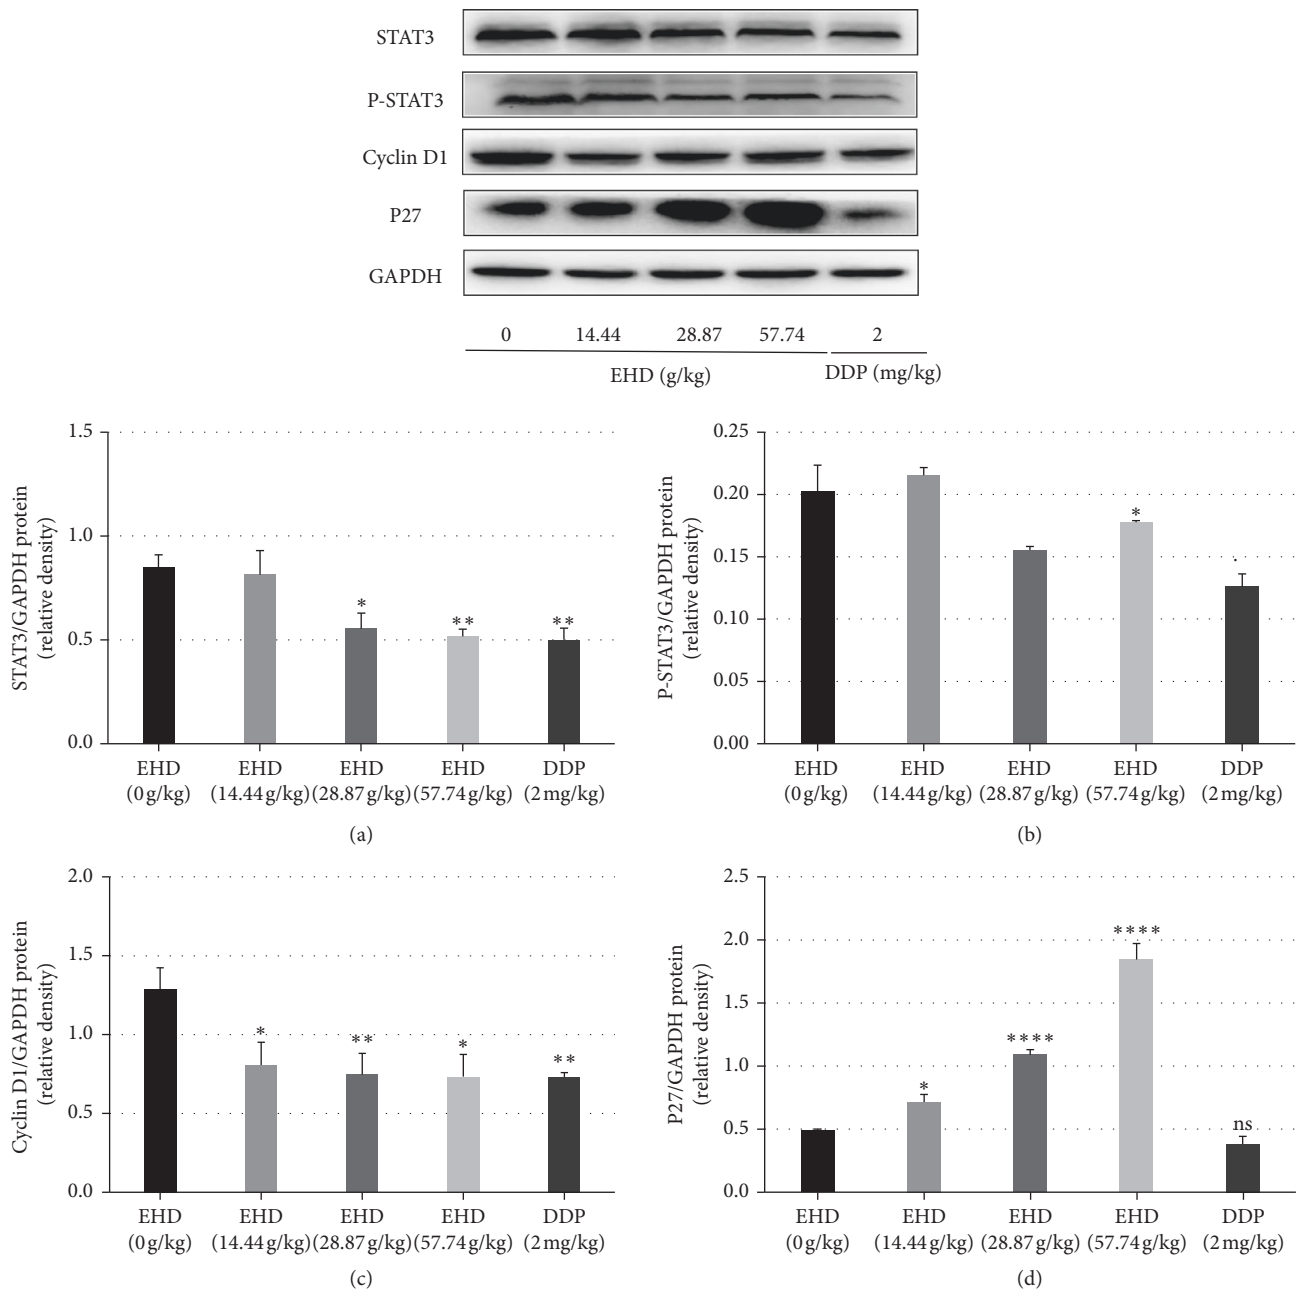 STAT3
P-STAT3
Cyclin D1
P27
GAPDH
0 14.44 28.87 57.74 2
EHD (g/kg) DDP (mg/kg)
STAT3/GAPDH protein
(relative density)
1.5
1.0
0.5
0.0
* ** **
EHD EHD EHD EHD DDP
(0 g/kg) (14.44 g/kg) (28.87 g/kg) (57.74 g/kg) (2 mg/kg)
(a)
P-STAT3/GAPDH protein
(relative density)
0.25
0.20
0.15
0.10
0.05
0.00
*
EHD EHD EHD EHD DDP
(0 g/kg) (14.44 g/kg) (28.87 g/kg) (57.74 g/kg) (2 mg/kg)
(b)
Cyclin D1/GAPDH protein
(relative density)
2.0
1.5
1.0
0.5
0.0
* ** * **
EHD EHD EHD EHD DDP
(0 g/kg) (14.44 g/kg) (28.87 g/kg) (57.74 g/kg) (2 mg/kg)
(c)
P27/GAPDH protein
(relative density)
2.5
2.0
1.5
1.0
0.5
0.0
* **** **** ns
EHD EHD EHD EHD DDP
(0 g/kg) (14.44 g/kg) (28.87 g/kg) (57.74 g/kg) (2 mg/kg)
(d)